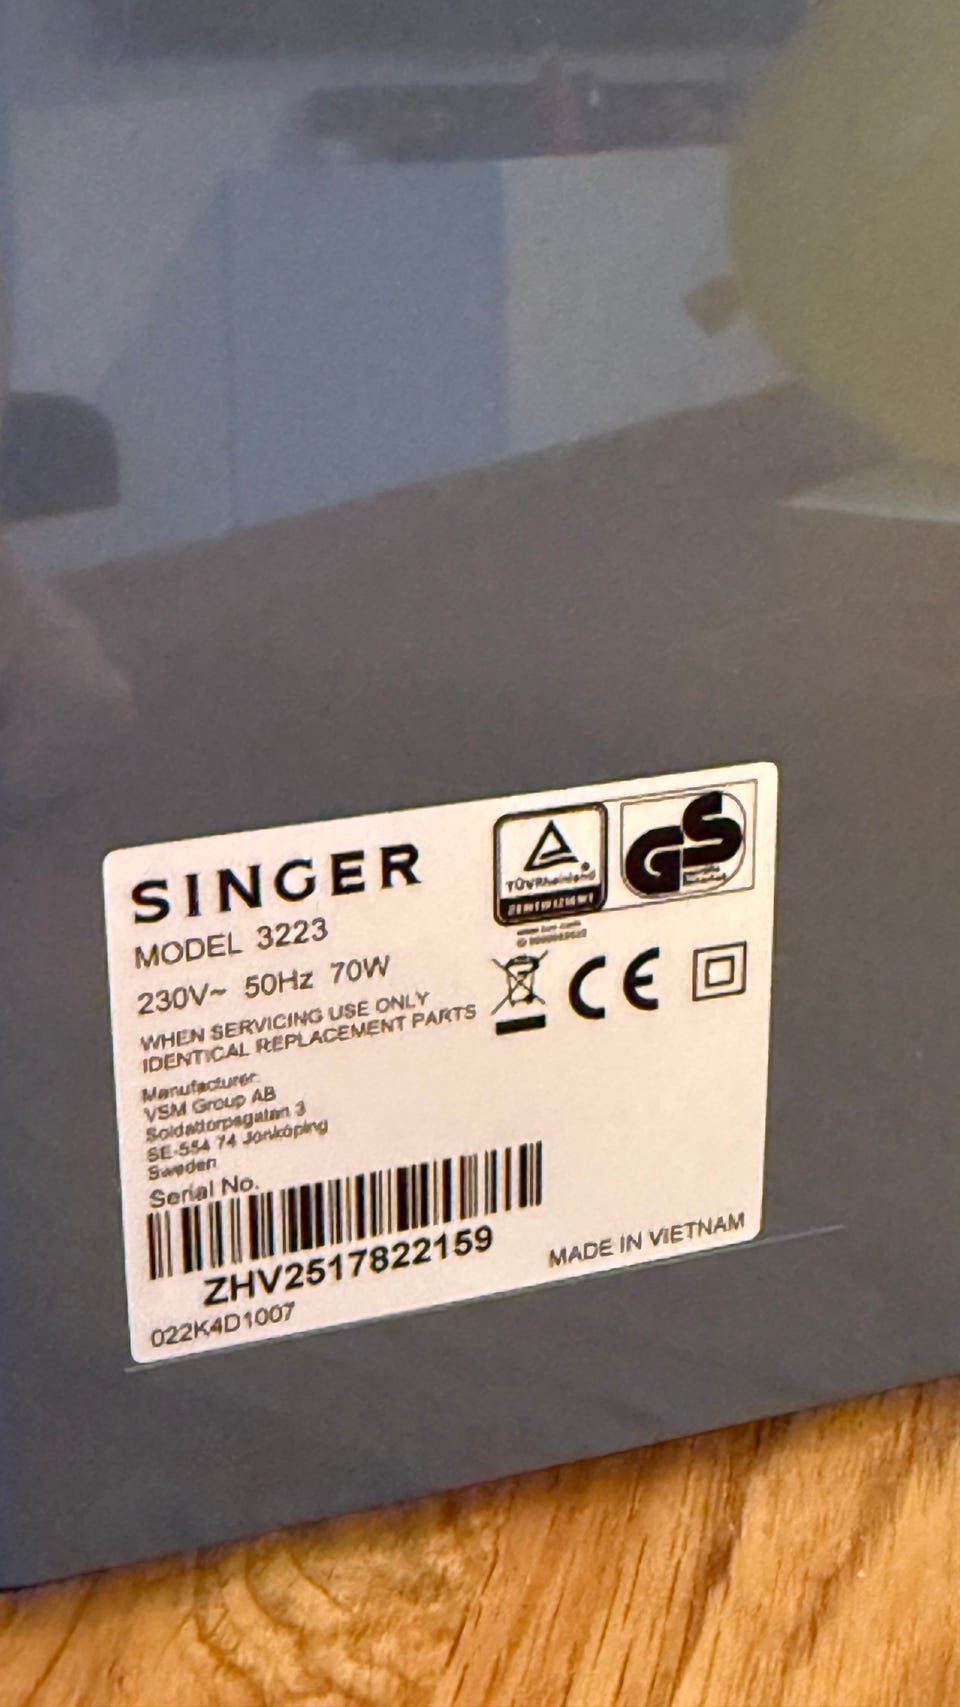 SINGER
MODEL 3223
230V~ 50Hz 70W
WHEN SERVICING USE ONLY
IDENTICAL REPLACEMENT PARTS
Manufacturer:
VSM Group AB
Soldattorpsgatan 3
SE-554 74 Jönköping
Sweden
Serial No.
ZHV2517822159
022K4D1007
TÜVRheinland
GS
CE
MADE IN VIETNAM